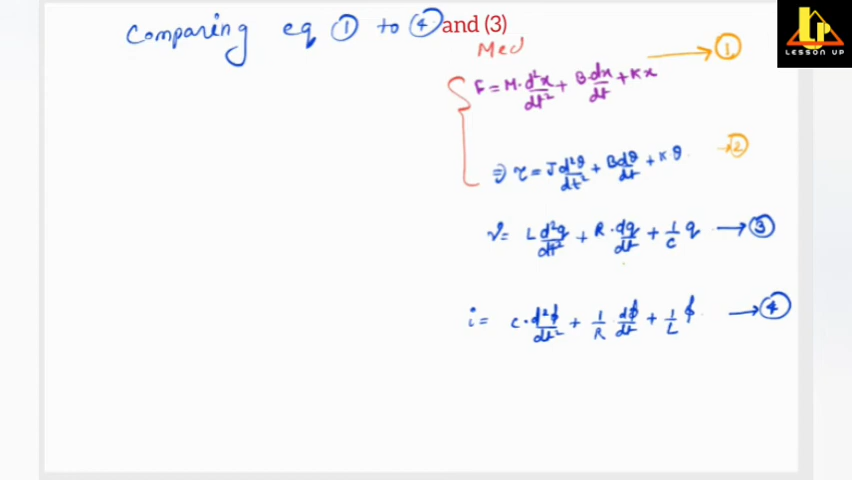 Comparing eq ① to ④ and (3)
LESSON UP
Med
F = M·d²x/dt² + B·dx/dt + Kx → ①
⇒ τ = J d²θ/dt² + B dθ/dt + K θ → ②
v = L d²q/dt² + R·dq/dt + 1/C q → ③
i = C·d²ϕ/dt² + 1/R dϕ/dt + 1/L ϕ → ④